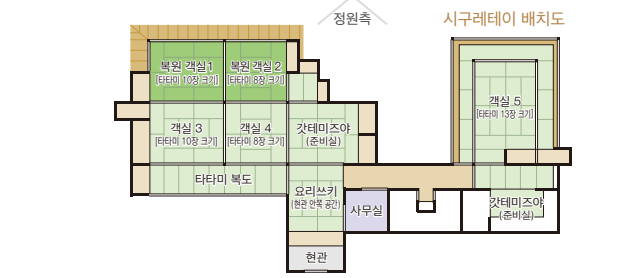 정원측
시구레테이 배치도
복원 객실1
[타타미 10장 크기]
복원 객실 2
[타타미 8장 크기]
객실 5
[타타미 13장 크기]
객실 3
[타타미 10장 크기]
객실 4
[타타미 8장 크기]
갓테미즈야
(준비실)
타타미 복도
요리쓰키
(현관 안쪽 공간)
사무실
갓테미즈야
(준비실)
현관